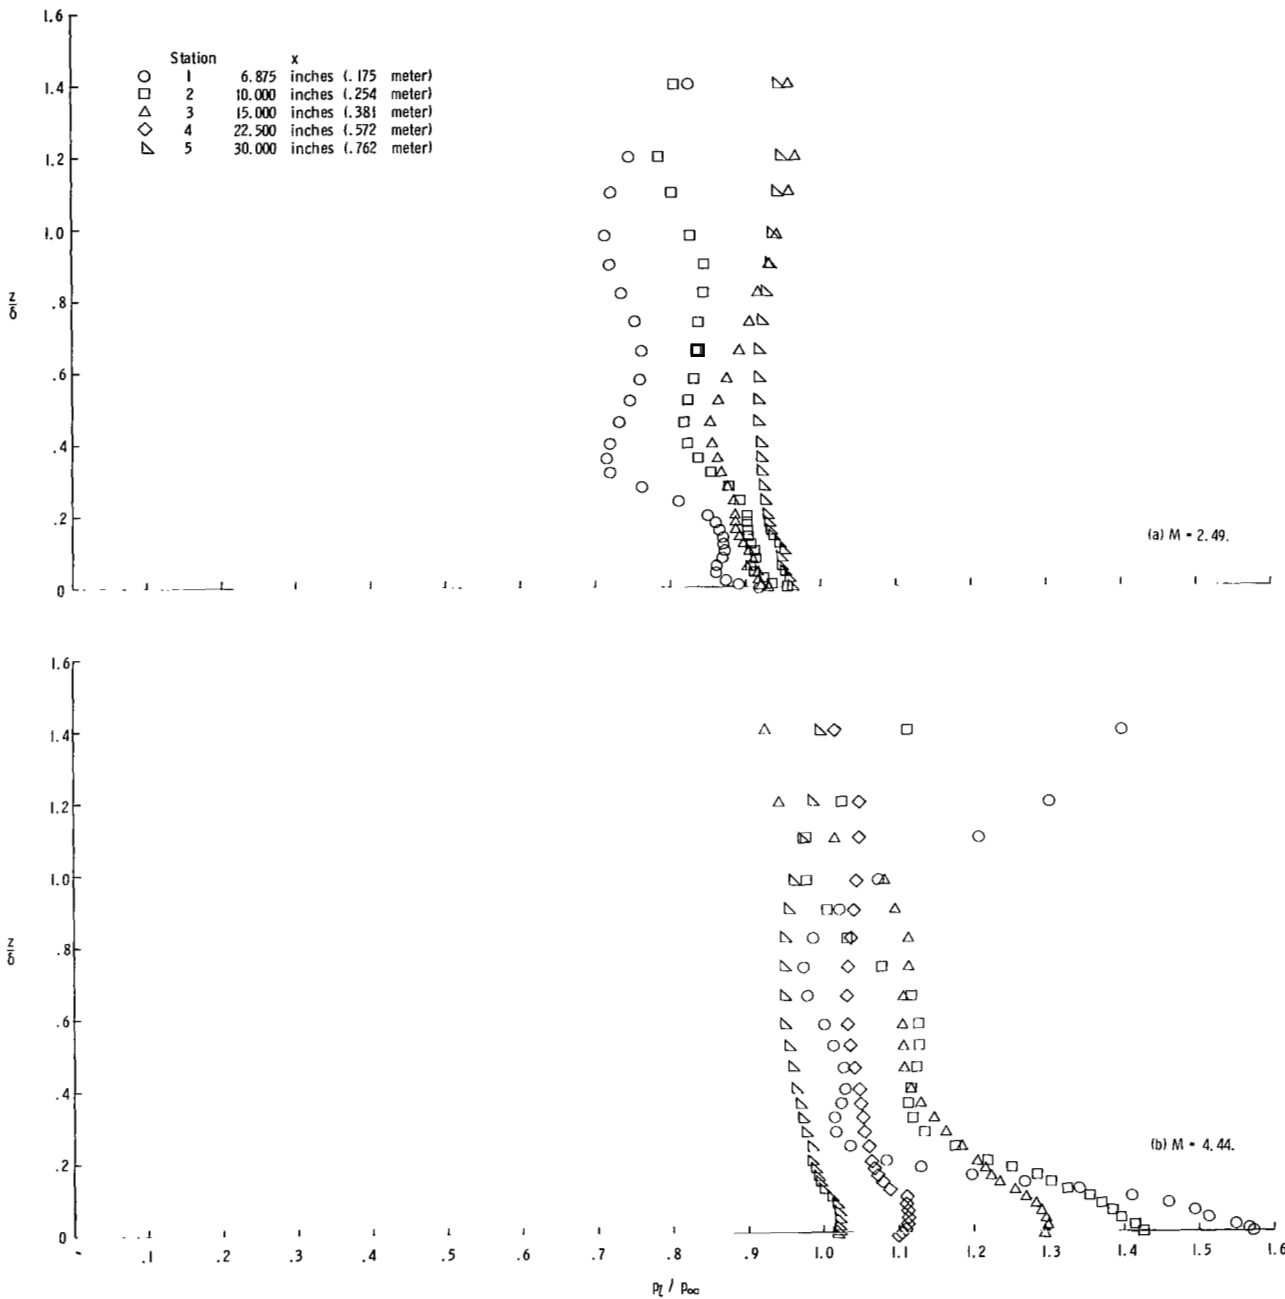 1.6
Station x
1 6.875 inches (.175 meter)
2 10.000 inches (.254 meter)
3 15.000 inches (.381 meter)
4 22.500 inches (.572 meter)
5 30.000 inches (.762 meter)
1.4
1.2
1.0
z/δ
.8
.6
.4
.2
0
(a) M = 2.49.
1.6
1.4
1.2
1.0
z/δ
.8
.6
.4
.2
0
(b) M = 4.44.
.1 .2 .3 .4 .5 .6 .7 .8 .9 1.0 1.1 1.2 1.3 1.4 1.5 1.6
pl / p∞